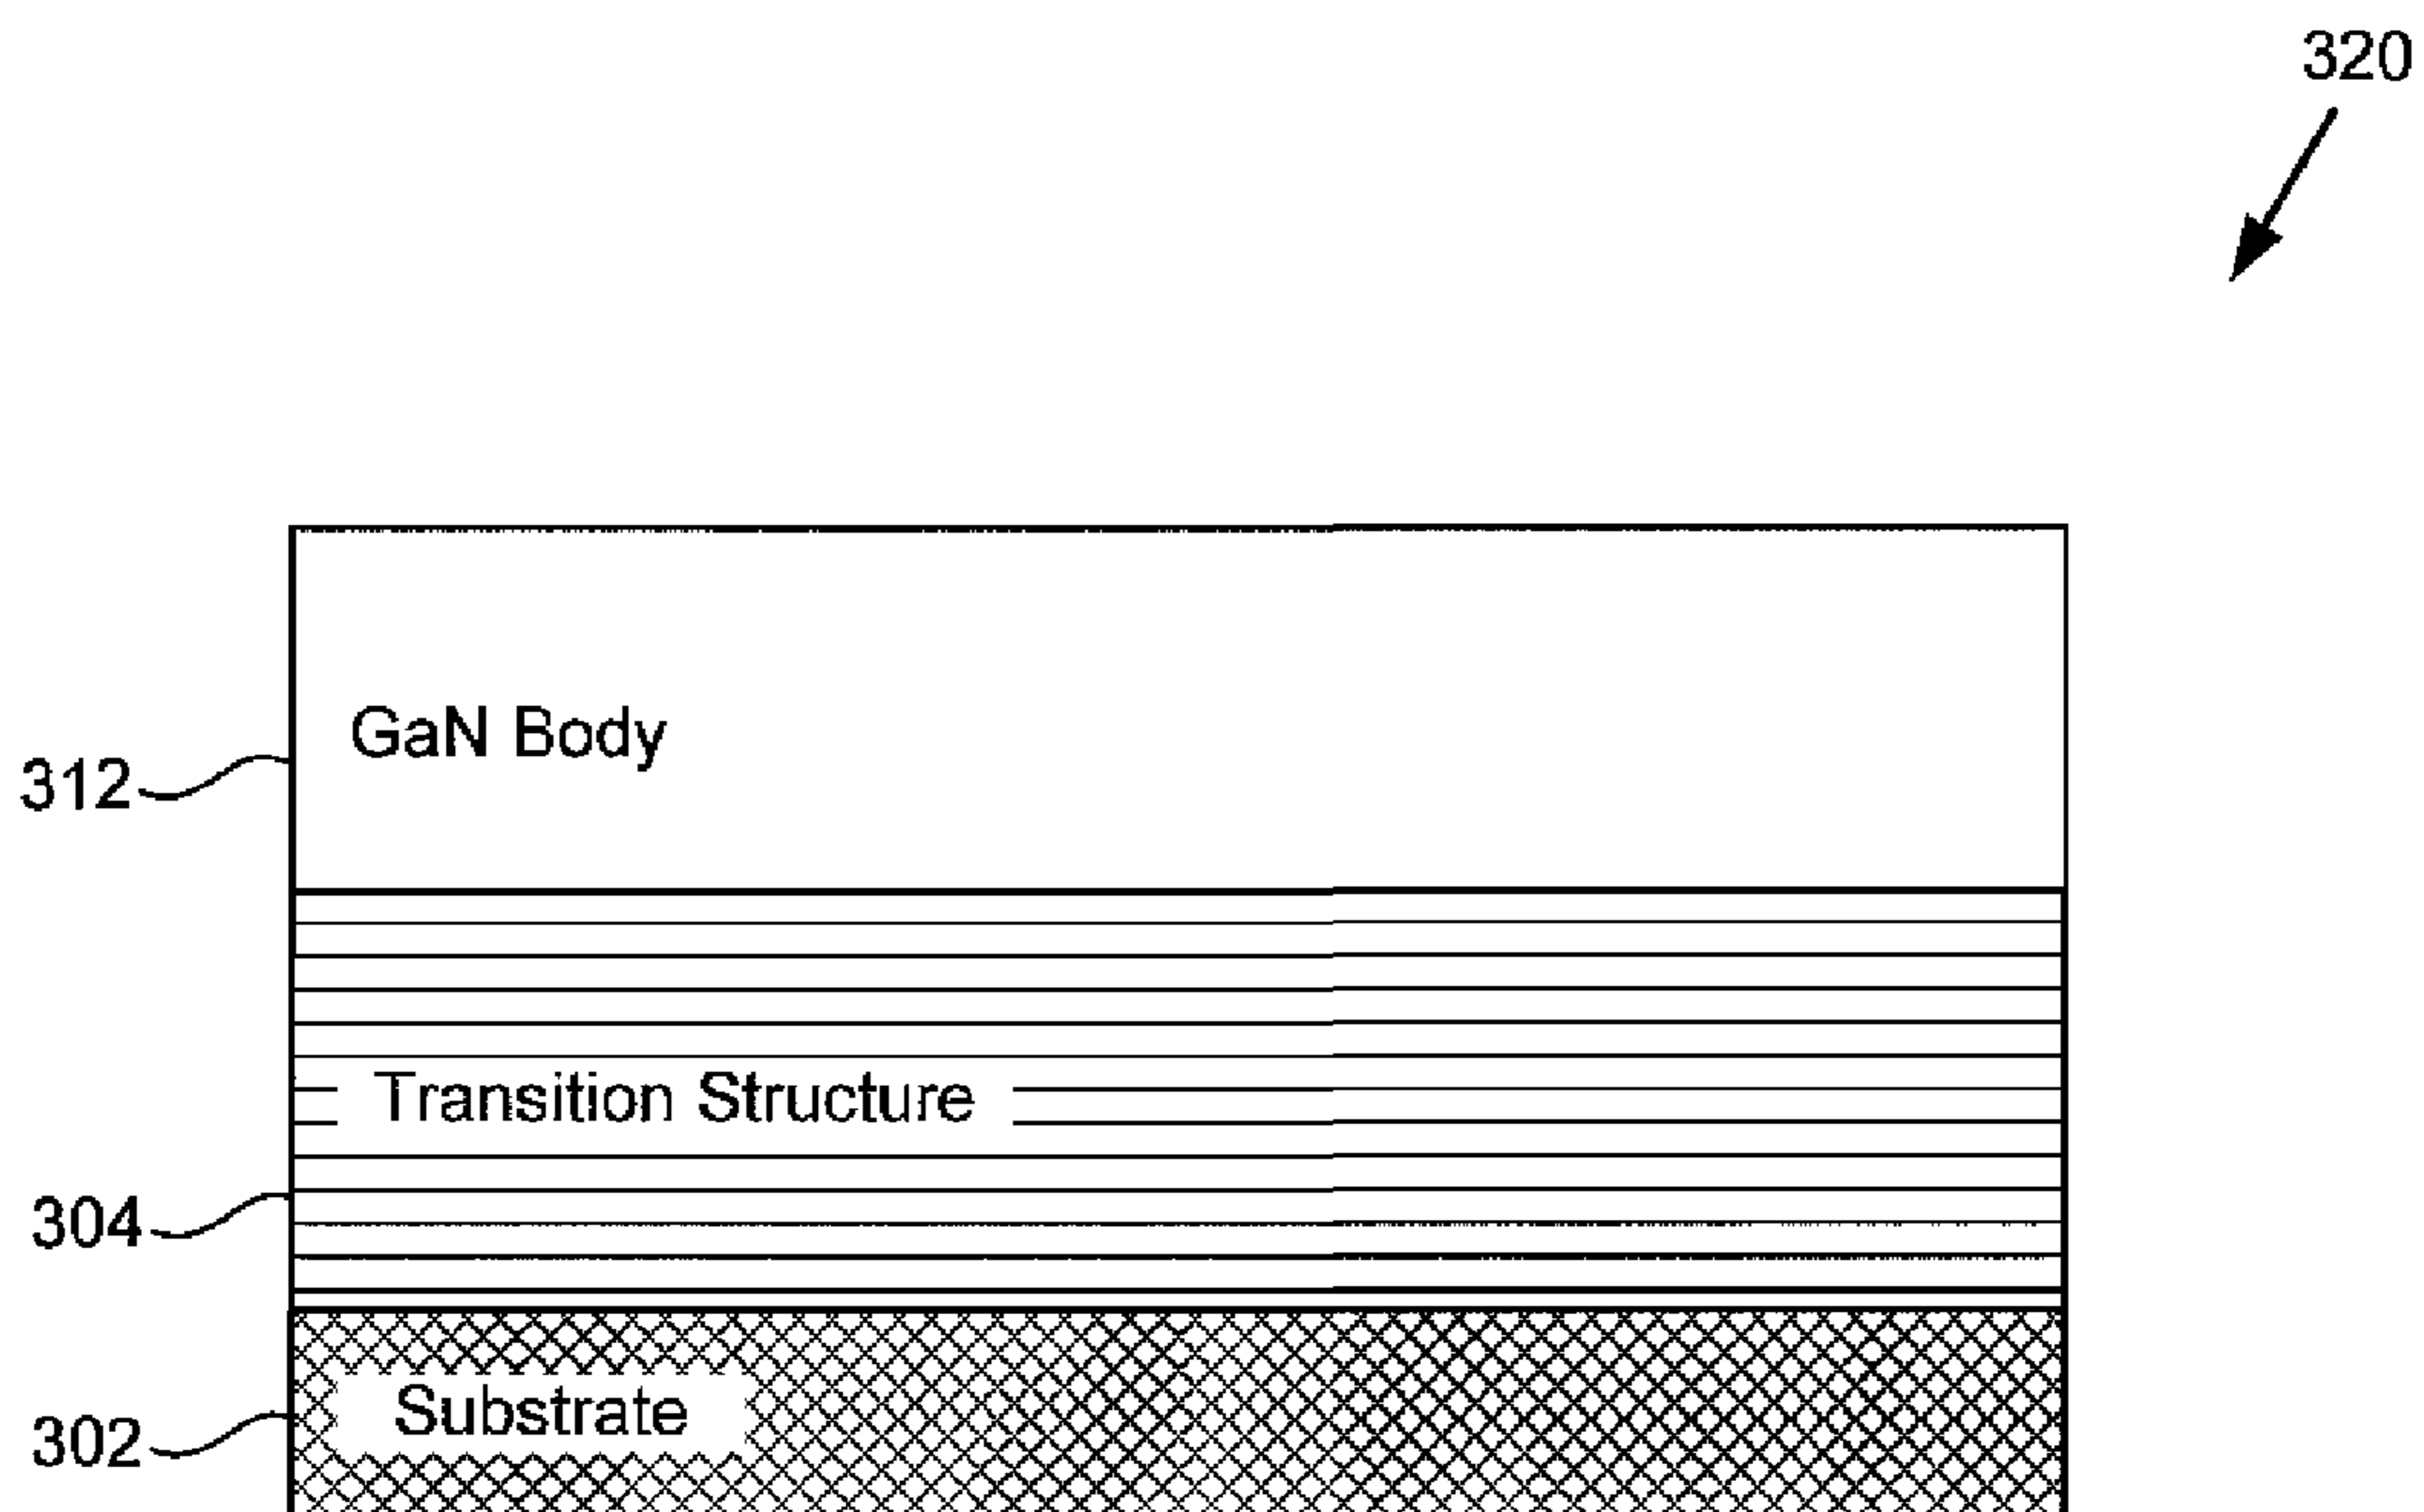 320
GaN Body
312
Transition Structure
304
Substrate
302